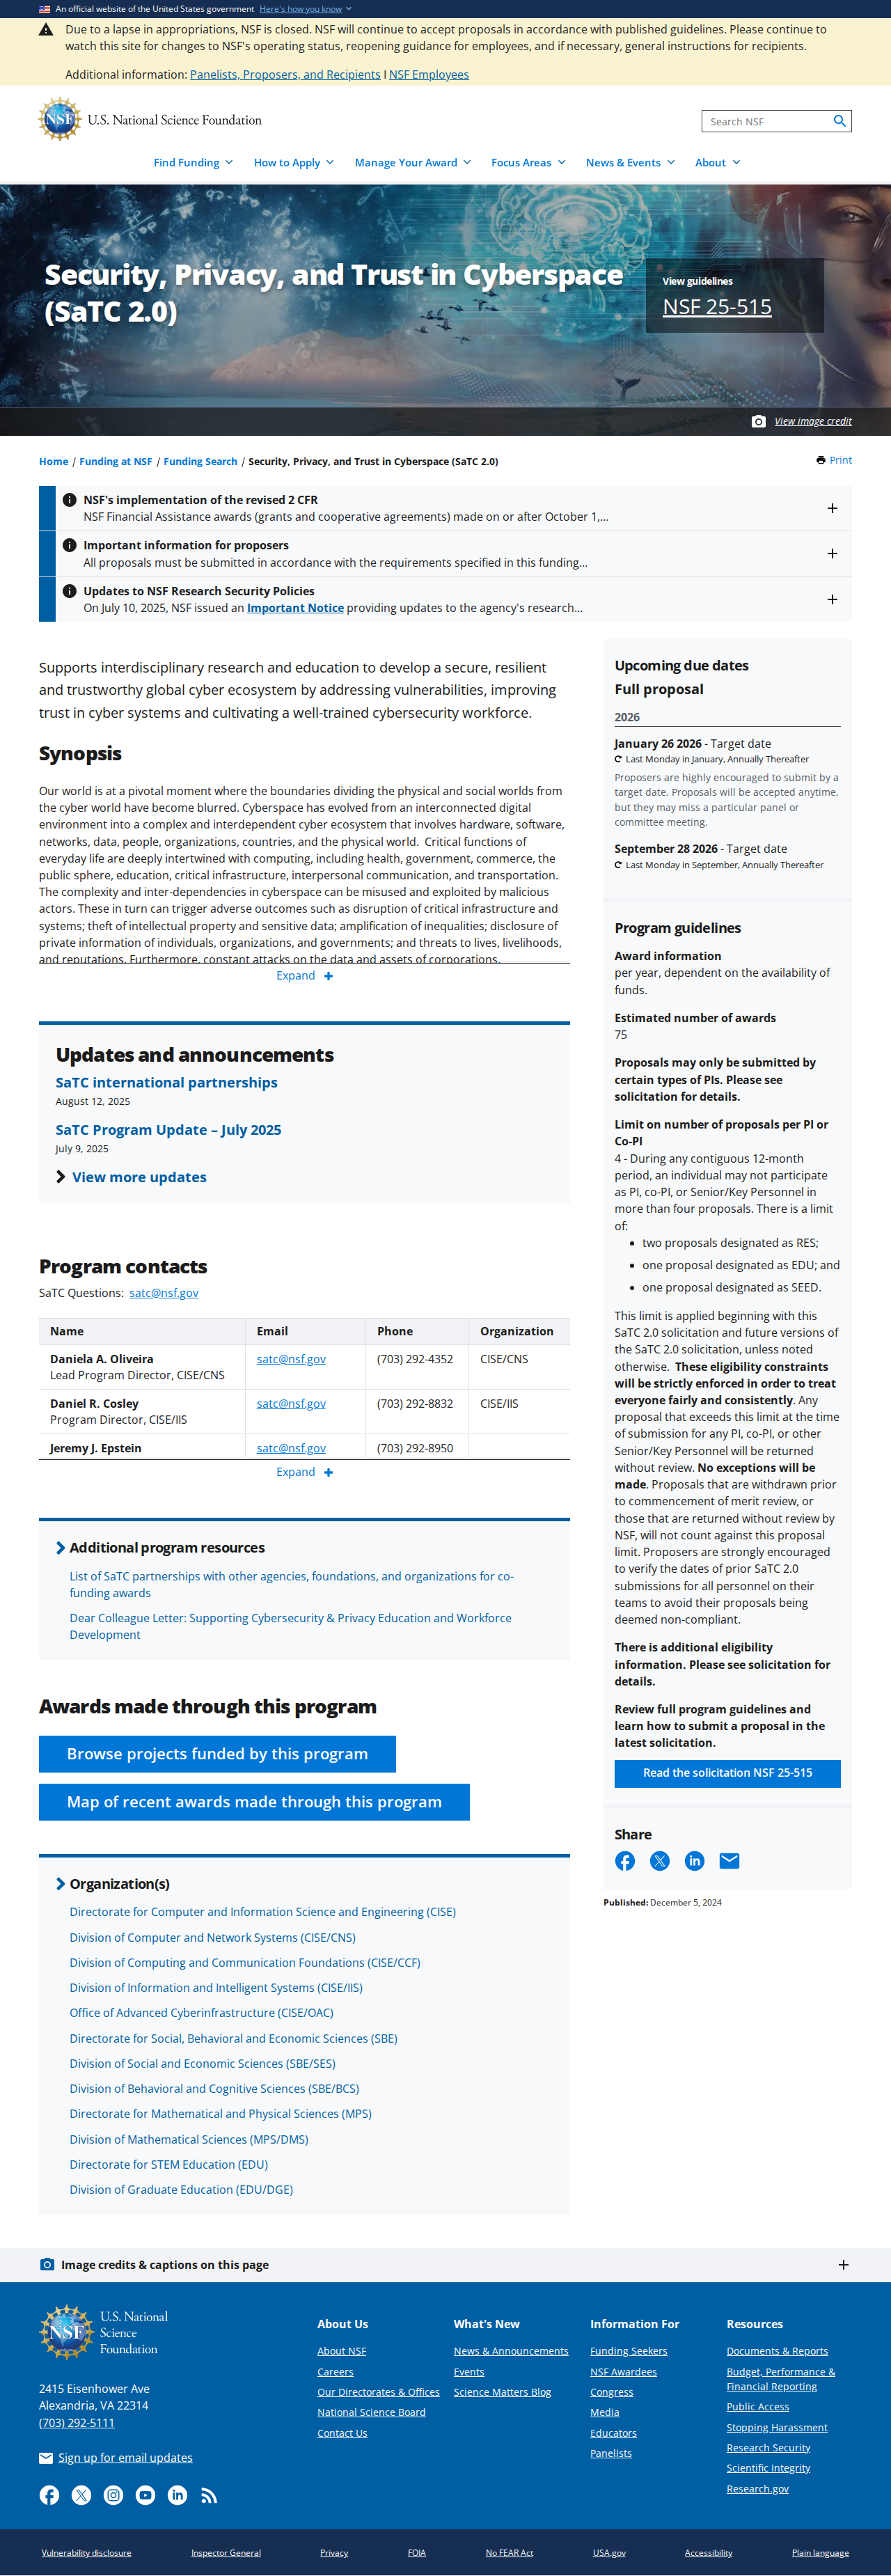 An official website of the United States government Here's how you know
Due to a lapse in appropriations, NSF is closed. NSF will continue to accept proposals in accordance with published guidelines. Please continue to
watch this site for changes to NSF's operating status, reopening guidance for employees, and if necessary, general instructions for recipients.
Additional information: Panelists, Proposers, and Recipients I NSF Employees
NSF U.S. National Science Foundation
Search NSF
Find Funding How to Apply Manage Your Award Focus Areas News & Events About
Security, Privacy, and Trust in Cyberspace
(SaTC 2.0)
View guidelines
NSF 25-515
View image credit
Home / Funding at NSF / Funding Search / Security, Privacy, and Trust in Cyberspace (SaTC 2.0)
Print
NSF's implementation of the revised 2 CFR
NSF Financial Assistance awards (grants and cooperative agreements) made on or after October 1,...
Important information for proposers
All proposals must be submitted in accordance with the requirements specified in this funding...
Updates to NSF Research Security Policies
On July 10, 2025, NSF issued an Important Notice providing updates to the agency's research...
Supports interdisciplinary research and education to develop a secure, resilient
and trustworthy global cyber ecosystem by addressing vulnerabilities, improving
trust in cyber systems and cultivating a well-trained cybersecurity workforce.
Synopsis
Our world is at a pivotal moment where the boundaries dividing the physical and social worlds from
the cyber world have become blurred. Cyberspace has evolved from an interconnected digital
environment into a complex and interdependent cyber ecosystem that involves hardware, software,
networks, data, people, organizations, countries, and the physical world.  Critical functions of
everyday life are deeply intertwined with computing, including health, government, commerce, the
public sphere, education, critical infrastructure, interpersonal communication, and transportation.
The complexity and inter-dependencies in cyberspace can be misused and exploited by malicious
actors. These in turn can trigger adverse outcomes such as disruption of critical infrastructure and
systems; theft of intellectual property and sensitive data; amplification of inequalities; disclosure of
private information of individuals, organizations, and governments; and threats to lives, livelihoods,
and reputations. Furthermore, constant attacks on the data and assets of corporations,
Expand
Updates and announcements
SaTC international partnerships
August 12, 2025
SaTC Program Update – July 2025
July 9, 2025
View more updates
Program contacts
SaTC Questions:  satc@nsf.gov
Name Email Phone Organization
Daniela A. Oliveira satc@nsf.gov (703) 292-4352 CISE/CNS
Lead Program Director, CISE/CNS
Daniel R. Cosley satc@nsf.gov (703) 292-8832 CISE/IIS
Program Director, CISE/IIS
Jeremy J. Epstein satc@nsf.gov (703) 292-8950
Expand
Additional program resources
List of SaTC partnerships with other agencies, foundations, and organizations for co-
funding awards
Dear Colleague Letter: Supporting Cybersecurity & Privacy Education and Workforce
Development
Awards made through this program
Browse projects funded by this program
Map of recent awards made through this program
Organization(s)
Directorate for Computer and Information Science and Engineering (CISE)
Division of Computer and Network Systems (CISE/CNS)
Division of Computing and Communication Foundations (CISE/CCF)
Division of Information and Intelligent Systems (CISE/IIS)
Office of Advanced Cyberinfrastructure (CISE/OAC)
Directorate for Social, Behavioral and Economic Sciences (SBE)
Division of Social and Economic Sciences (SBE/SES)
Division of Behavioral and Cognitive Sciences (SBE/BCS)
Directorate for Mathematical and Physical Sciences (MPS)
Division of Mathematical Sciences (MPS/DMS)
Directorate for STEM Education (EDU)
Division of Graduate Education (EDU/DGE)
Upcoming due dates
Full proposal
2026
January 26 2026 - Target date
Last Monday in January, Annually Thereafter
Proposers are highly encouraged to submit by a
target date. Proposals will be accepted anytime,
but they may miss a particular panel or
committee meeting.
September 28 2026 - Target date
Last Monday in September, Annually Thereafter
Program guidelines
Award information
per year, dependent on the availability of
funds.
Estimated number of awards
75
Proposals may only be submitted by
certain types of PIs. Please see
solicitation for details.
Limit on number of proposals per PI or
Co-PI
4 - During any contiguous 12-month
period, an individual may not participate
as PI, co-PI, or Senior/Key Personnel in
more than four proposals. There is a limit
of:
• two proposals designated as RES;
• one proposal designated as EDU; and
• one proposal designated as SEED.
This limit is applied beginning with this
SaTC 2.0 solicitation and future versions of
the SaTC 2.0 solicitation, unless noted
otherwise.  These eligibility constraints
will be strictly enforced in order to treat
everyone fairly and consistently. Any
proposal that exceeds this limit at the time
of submission for any PI, co-PI, or other
Senior/Key Personnel will be returned
without review. No exceptions will be
made. Proposals that are withdrawn prior
to commencement of merit review, or
those that are returned without review by
NSF, will not count against this proposal
limit. Proposers are strongly encouraged
to verify the dates of prior SaTC 2.0
submissions for all personnel on their
teams to avoid their proposals being
deemed non-compliant.
There is additional eligibility
information. Please see solicitation for
details.
Review full program guidelines and
learn how to submit a proposal in the
latest solicitation.
Read the solicitation NSF 25-515
Share
Published: December 5, 2024
Image credits & captions on this page
NSF U.S. National
Science
Foundation
2415 Eisenhower Ave
Alexandria, VA 22314
(703) 292-5111
Sign up for email updates
About Us
About NSF
Careers
Our Directorates & Offices
National Science Board
Contact Us
What's New
News & Announcements
Events
Science Matters Blog
Information For
Funding Seekers
NSF Awardees
Congress
Media
Educators
Panelists
Resources
Documents & Reports
Budget, Performance &
Financial Reporting
Public Access
Stopping Harassment
Research Security
Scientific Integrity
Research.gov
Vulnerability disclosure Inspector General Privacy FOIA No FEAR Act USA.gov Accessibility Plain language